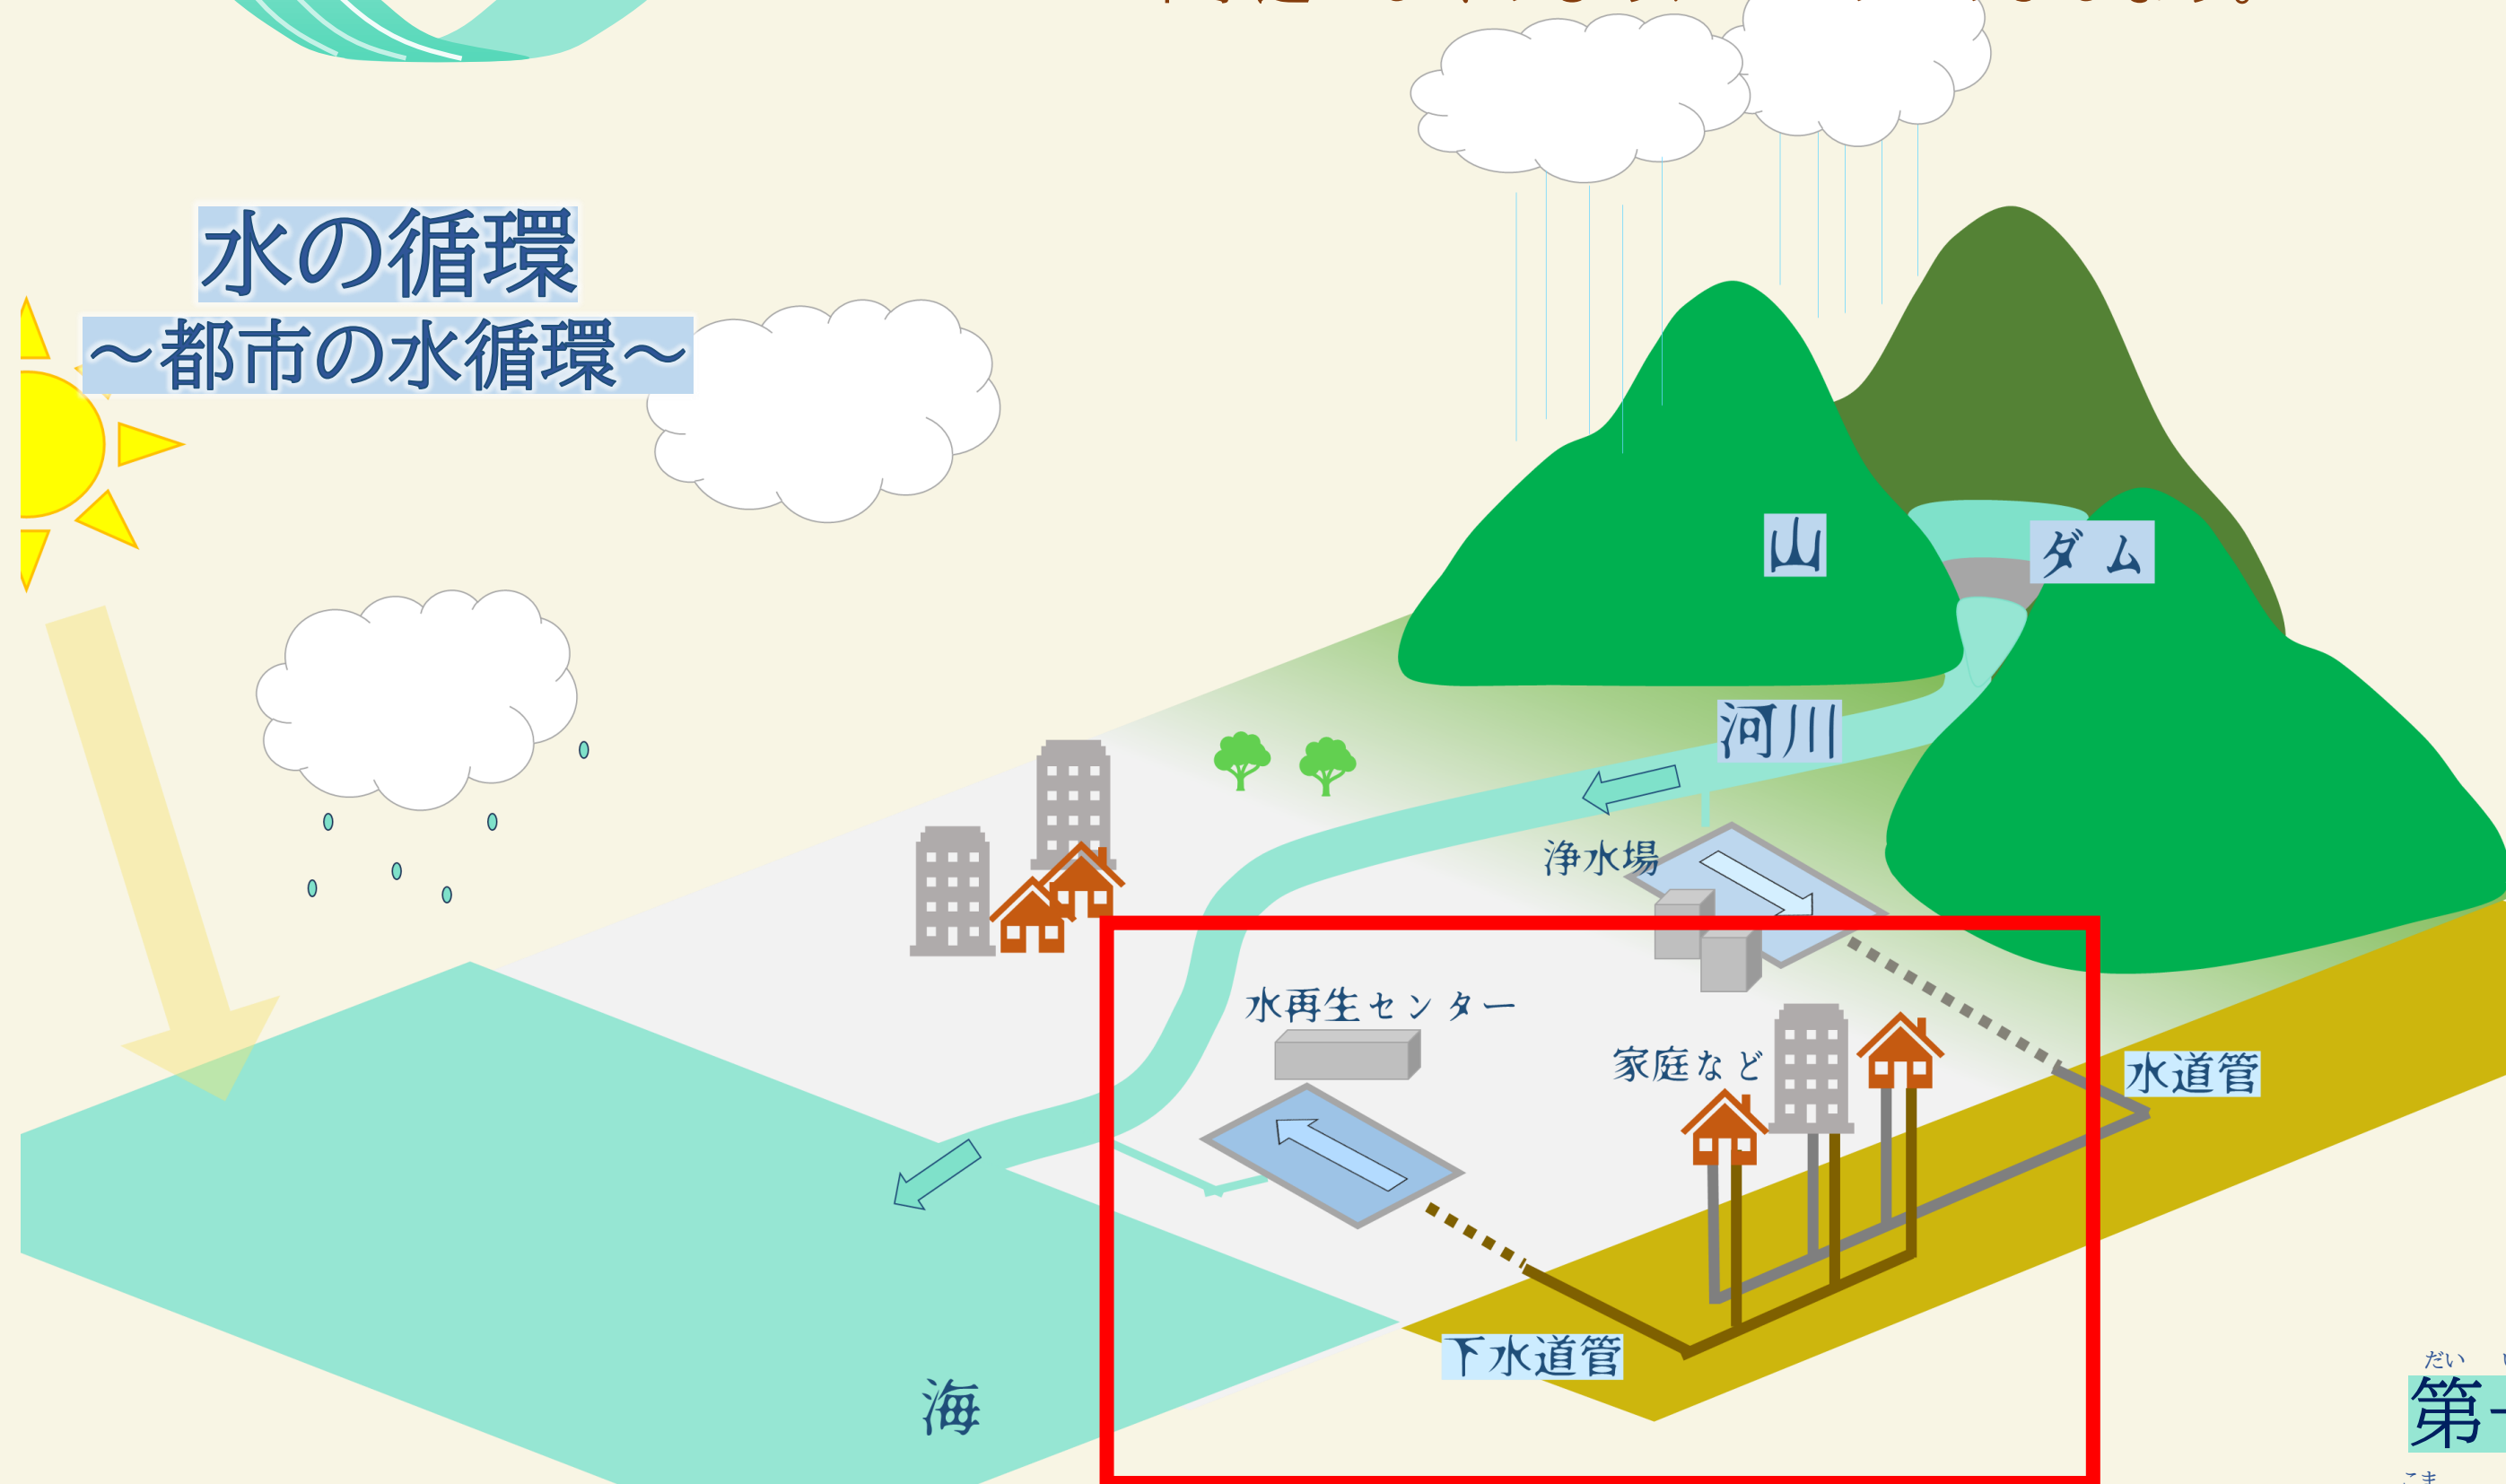 水の循環
～都市の水循環～
山
ダム
河川
浄水場
水再生センター
家庭など
水道管
下水道管
海
だい
第
こま